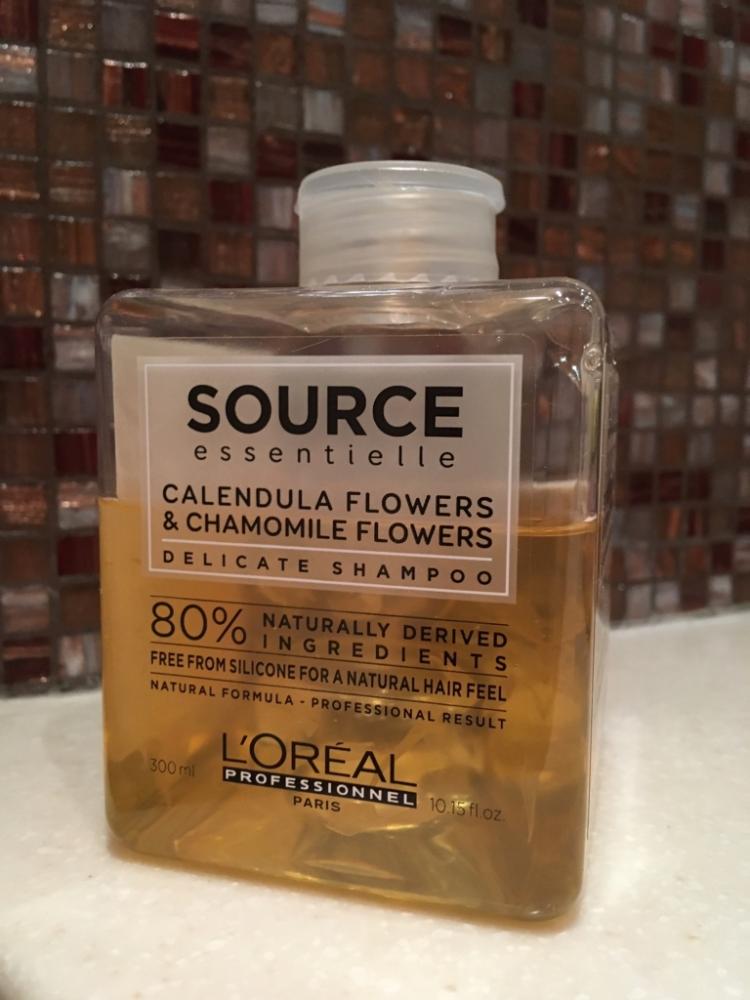 SOURCE
essentielle
CALENDULA FLOWERS
& CHAMOMILE FLOWERS
DELICATE SHAMPOO
80% NATURALLY DERIVED
INGREDIENTS
FREE FROM SILICONE FOR A NATURAL HAIR FEEL
NATURAL FORMULA - PROFESSIONAL RESULT
L'ORÉAL
PROFESSIONNEL
PARIS
300 ml
10.15 fl.oz.